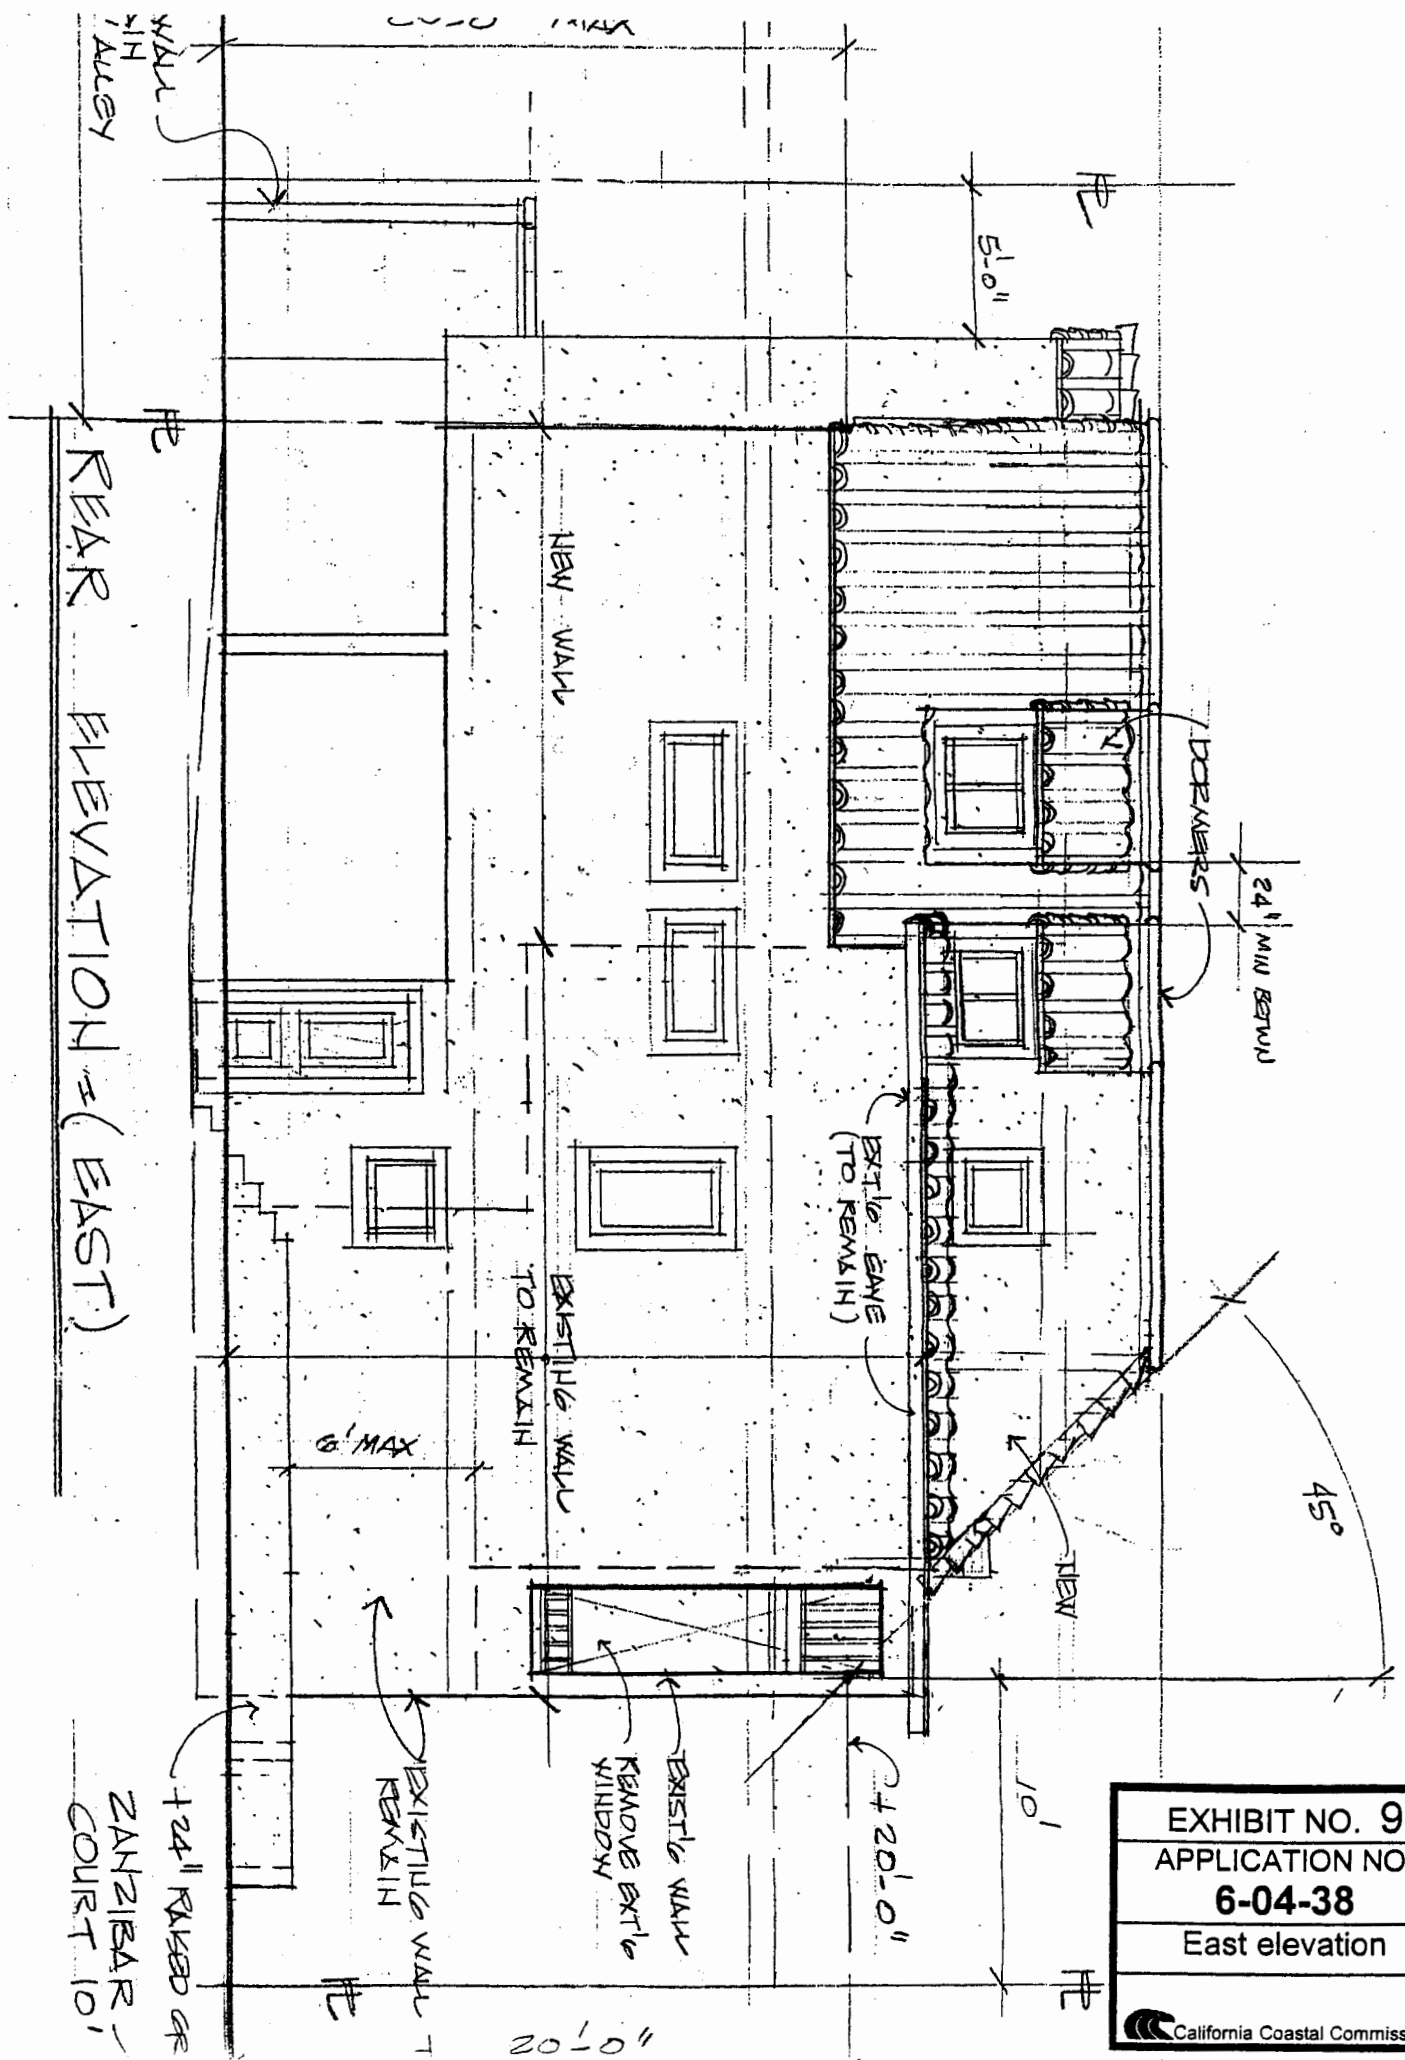 WALL
ALLEY
5'-0"
PL
PL
REAR ELEVATION = (EAST)
NEW WALL
DORMERS
24" MIN BETWN
EXT'G EAVE
(TO REMAIN)
EXISTING WALL
TO REMAIN
6' MAX
45°
NEW
10'
+20'-0"
EXIST'G WALL
REMOVE EXT'G
WINDOW
EXISTING WALL T
REMAIN
+24" RAISED GR
ZANZIBAR
COURT 10'
PL
PL
20'-0"
EXHIBIT NO. 9
APPLICATION NO
6-04-38
East elevation
California Coastal Commiss